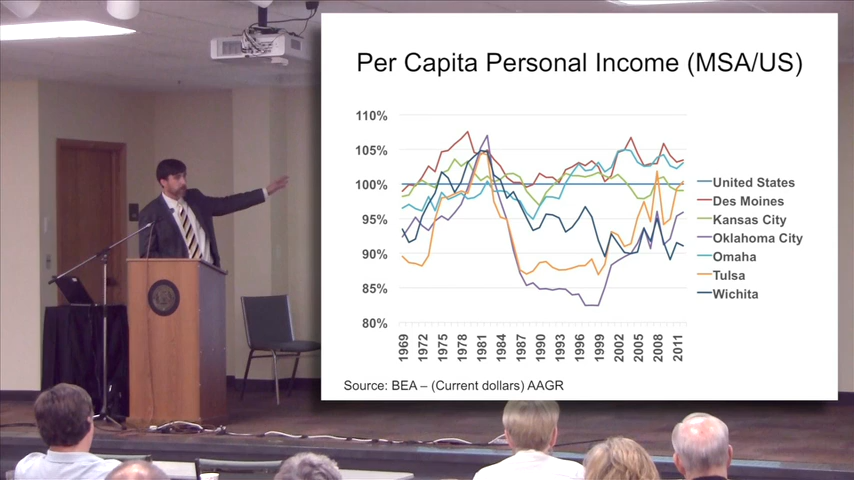 Per Capita Personal Income (MSA/US)
110%
105%
100%
95%
90%
85%
80%
1969
1972
1975
1978
1981
1984
1987
1990
1993
1996
1999
2002
2005
2008
2011
United States
Des Moines
Kansas City
Oklahoma City
Omaha
Tulsa
Wichita
Source: BEA – (Current dollars) AAGR